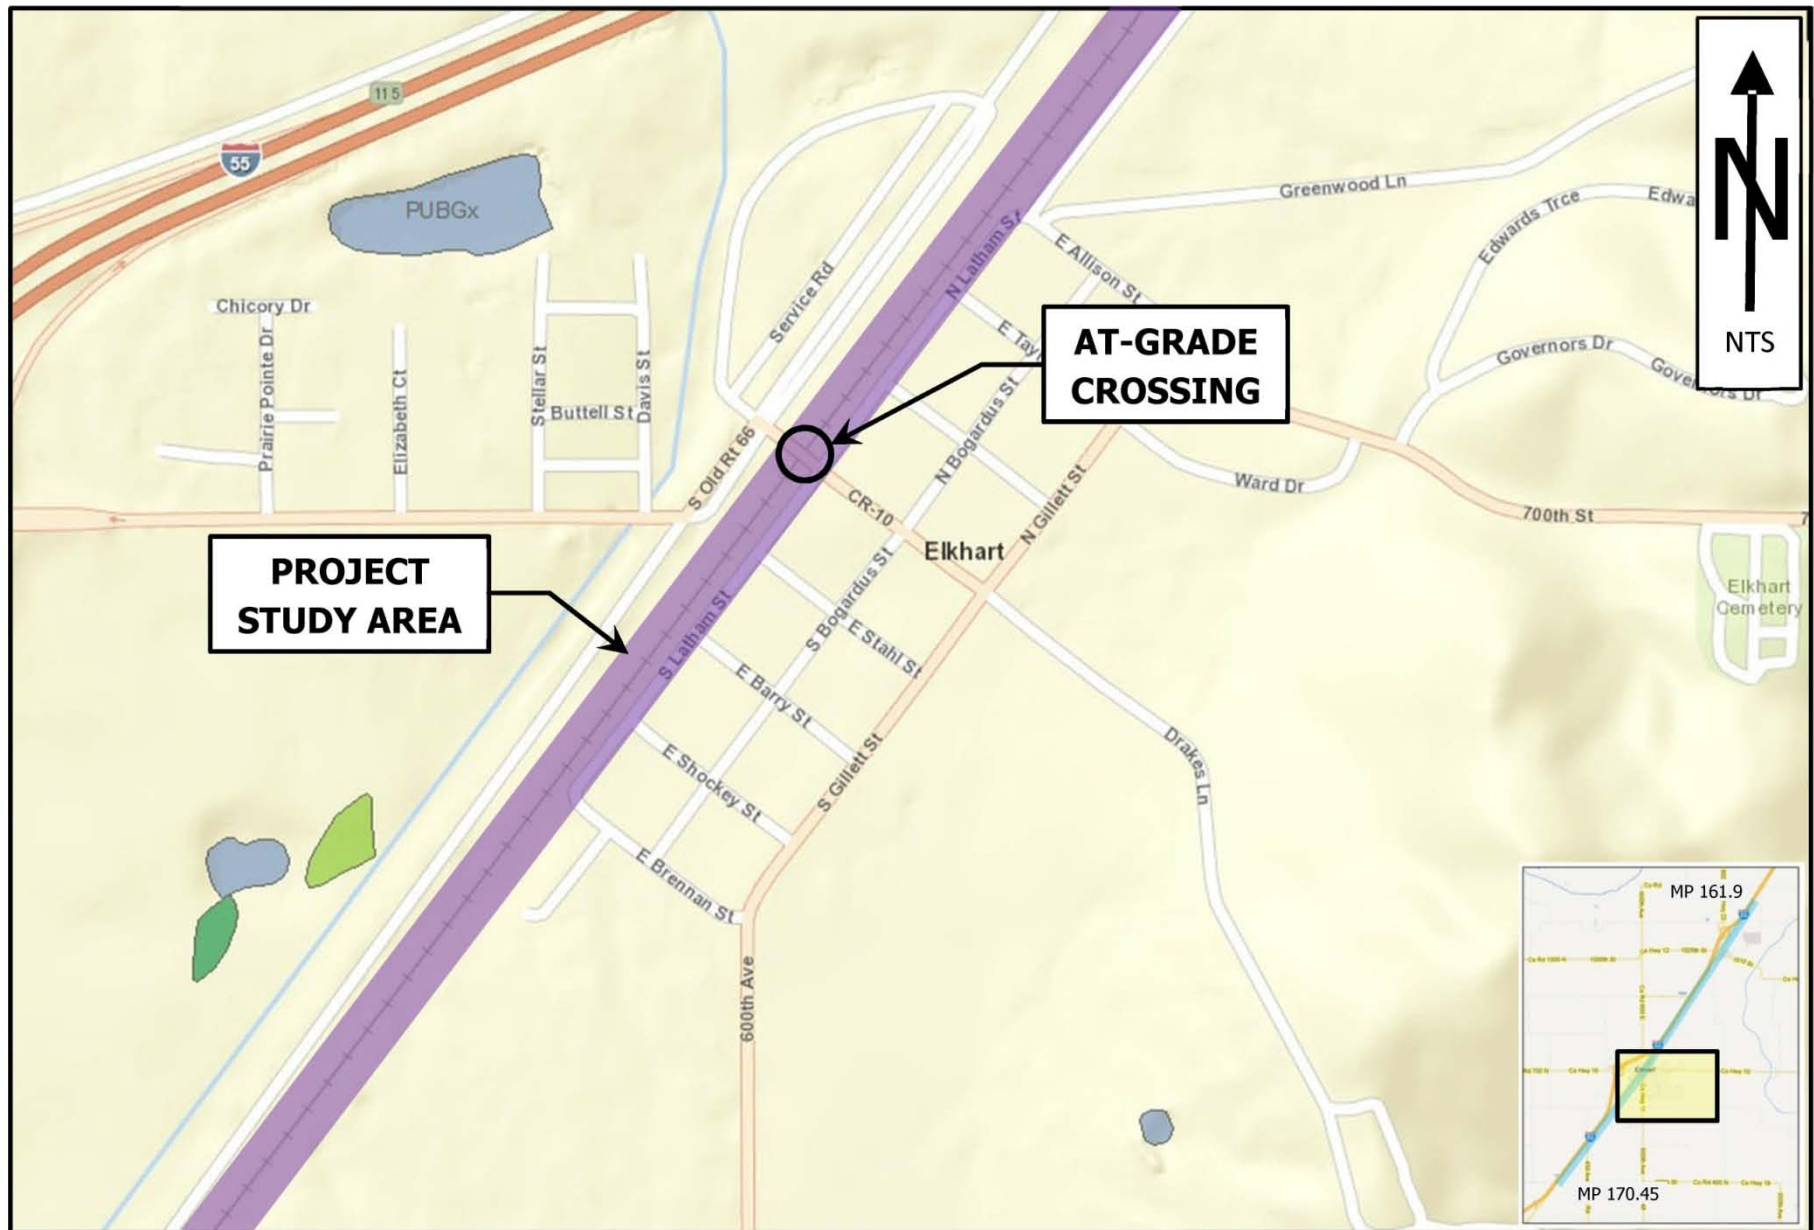 11 5
55
PUBGx
N
NTS
Greenwood Ln
Edwards Trce
Edwa
N Latham St
E Allison St
Service Rd
Chicory Dr
Prairie Pointe Dr
Elizabeth Ct
Stellar St
Davis St
Buttell St
E Tayl
AT-GRADE
CROSSING
Governors Dr
Governors Dr
S Old Rt 66
N Bogardus St
CR-10
N Gillett St
Ward Dr
700th St
7
Elkhart
PROJECT
STUDY AREA
S Latham St
S Bogardus St
E Stahl St
E Barry St
E Shockey St
S Gillett St
E Brennan St
Drakes Ln
Elkhart
Cemetery
600th Ave
MP 161.9
MP 170.45